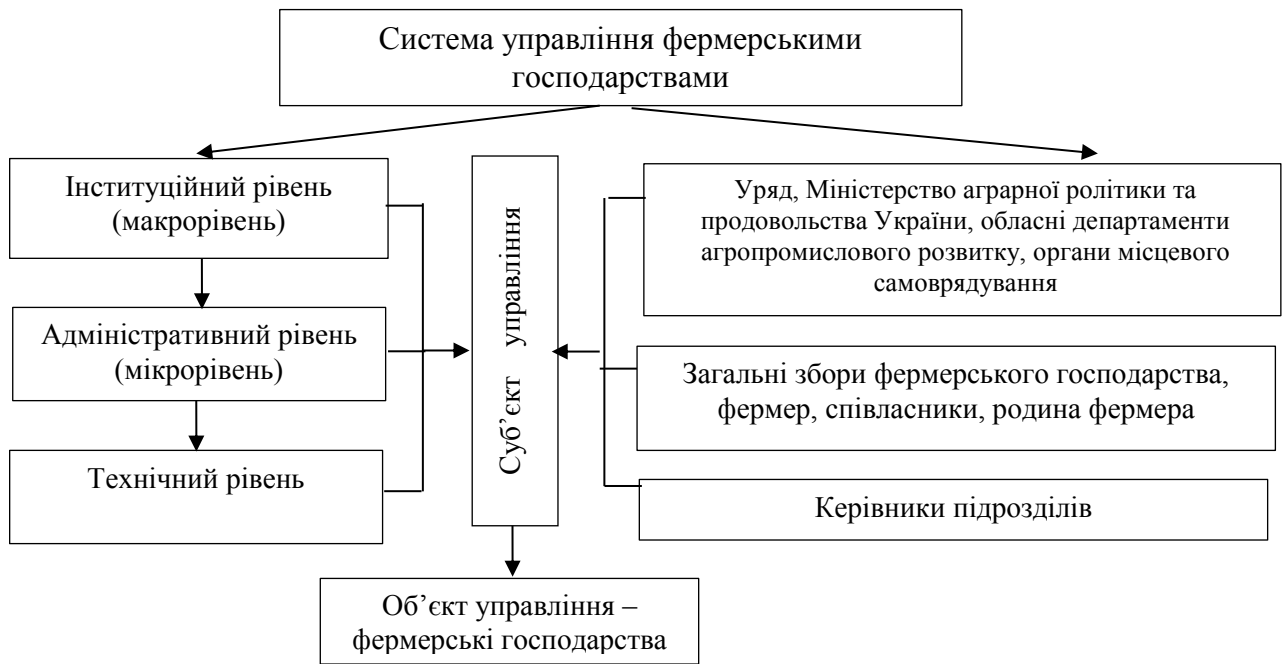 Система управління фермерськими
господарствами
Інституційний рівень
(макрорівень)
Адміністративний рівень
(мікрорівень)
Технічний рівень
Суб’єкт управління
Уряд, Міністерство аграрної ролітики та
продовольства України, обласні департаменти
агропромислового розвитку, органи місцевого
самоврядування
Загальні збори фермерського господарства,
фермер, співласники, родина фермера
Керівники підрозділів
Об’єкт управління –
фермерські господарства